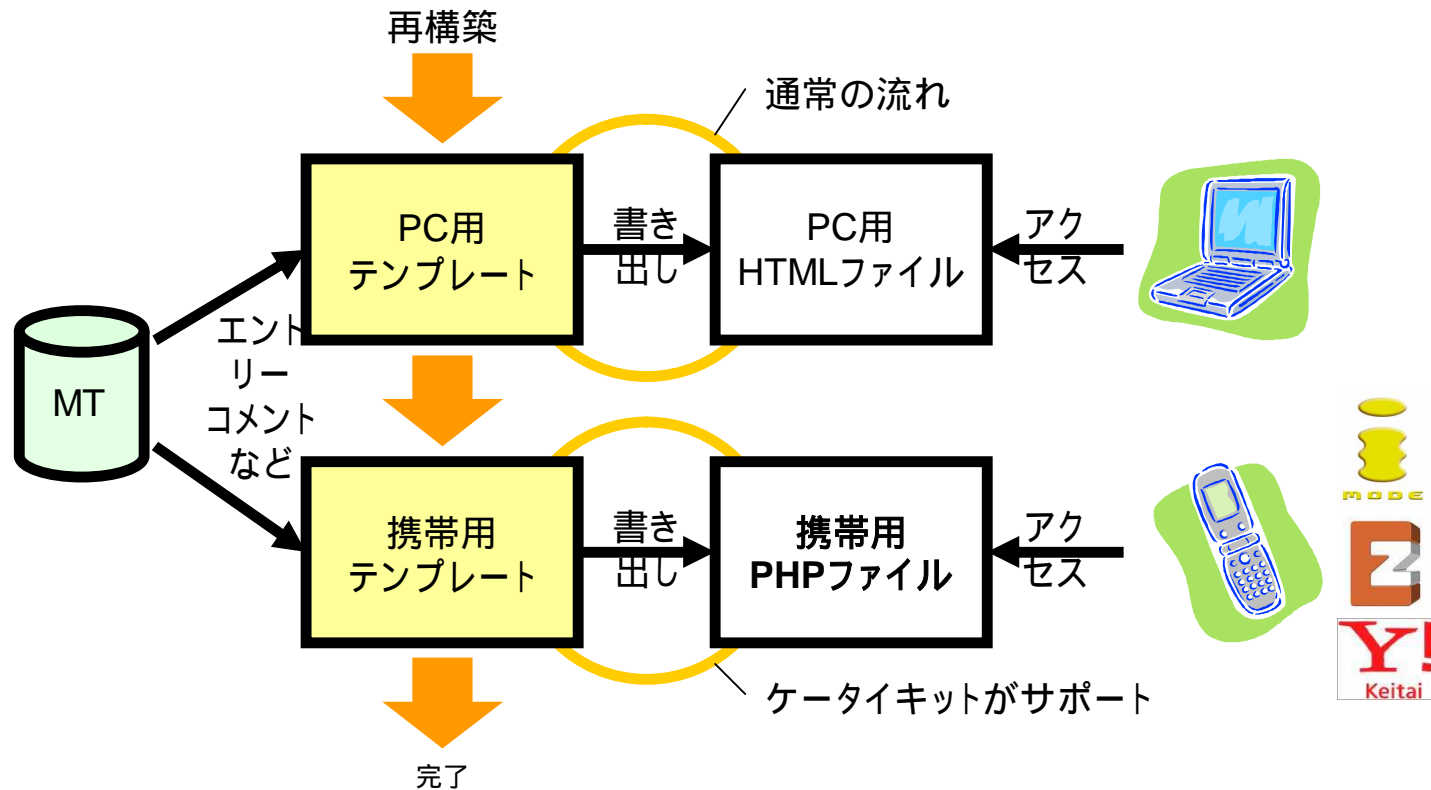 再構築
通常の流れ
PC用
テンプレート
書き
出し
PC用
HTMLファイル
アク
セス
MT
エント
リー
コメント
など
携帯用
テンプレート
書き
出し
携帯用
PHPファイル
アク
セス
MODE
EZ
Y!
Keitai
ケータイキットがサポート
完了